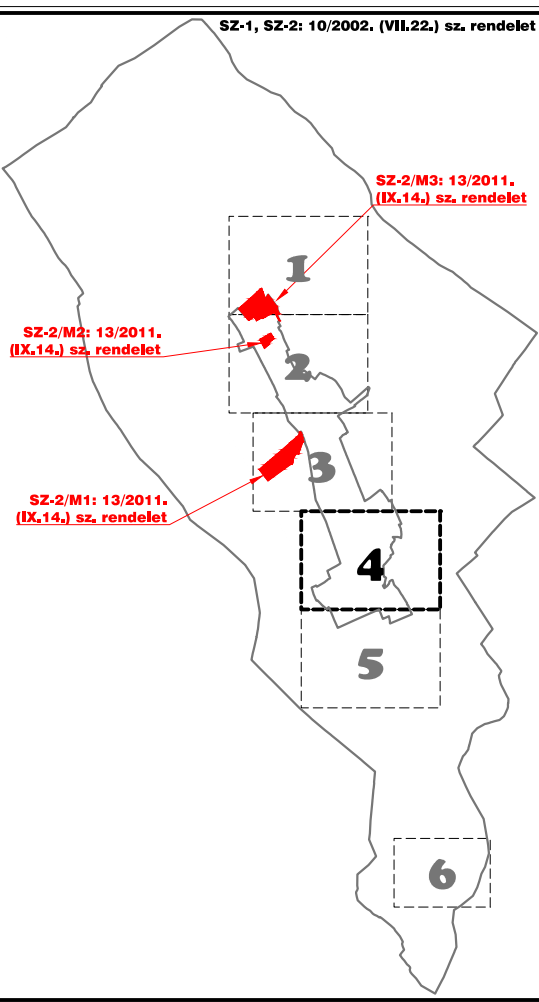 SZ-1, SZ-2: 10/2002. (VII.22.) sz. rendelet
SZ-2/M3: 13/2011.
(IX.14.) sz. rendelet
1
SZ-2/M2: 13/2011.
(IX.14.) sz. rendelet
2
3
SZ-2/M1: 13/2011.
(IX.14.) sz. rendelet
4
5
6